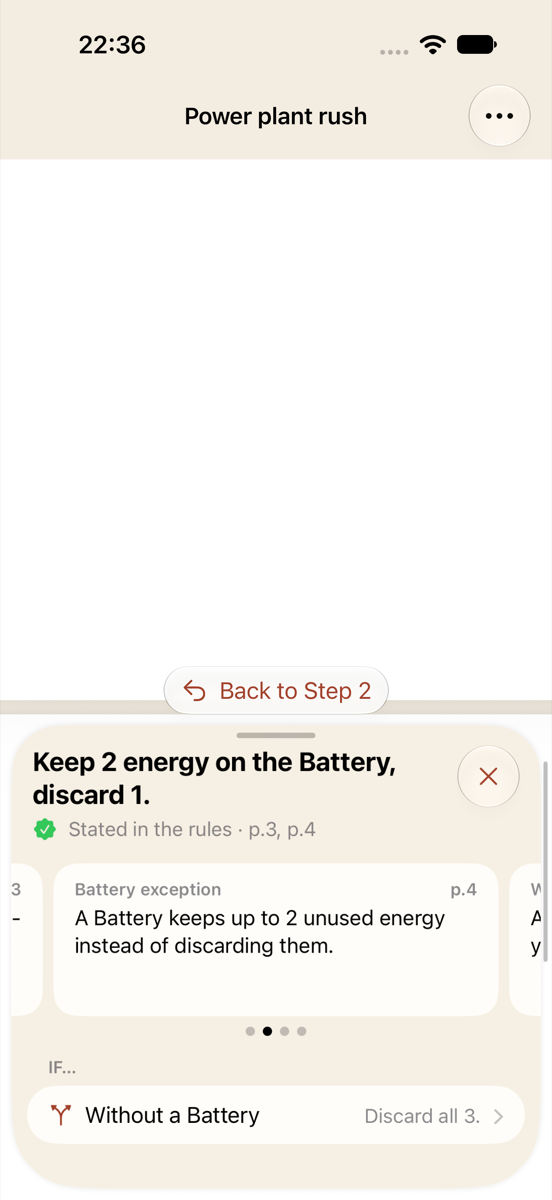 22:36
Power plant rush
Back to Step 2
Keep 2 energy on the Battery,
discard 1.
Stated in the rules · p.3, p.4
3
-
Battery exception p.4
A Battery keeps up to 2 unused energy
instead of discarding them.
A
y
IF...
Without a Battery Discard all 3.